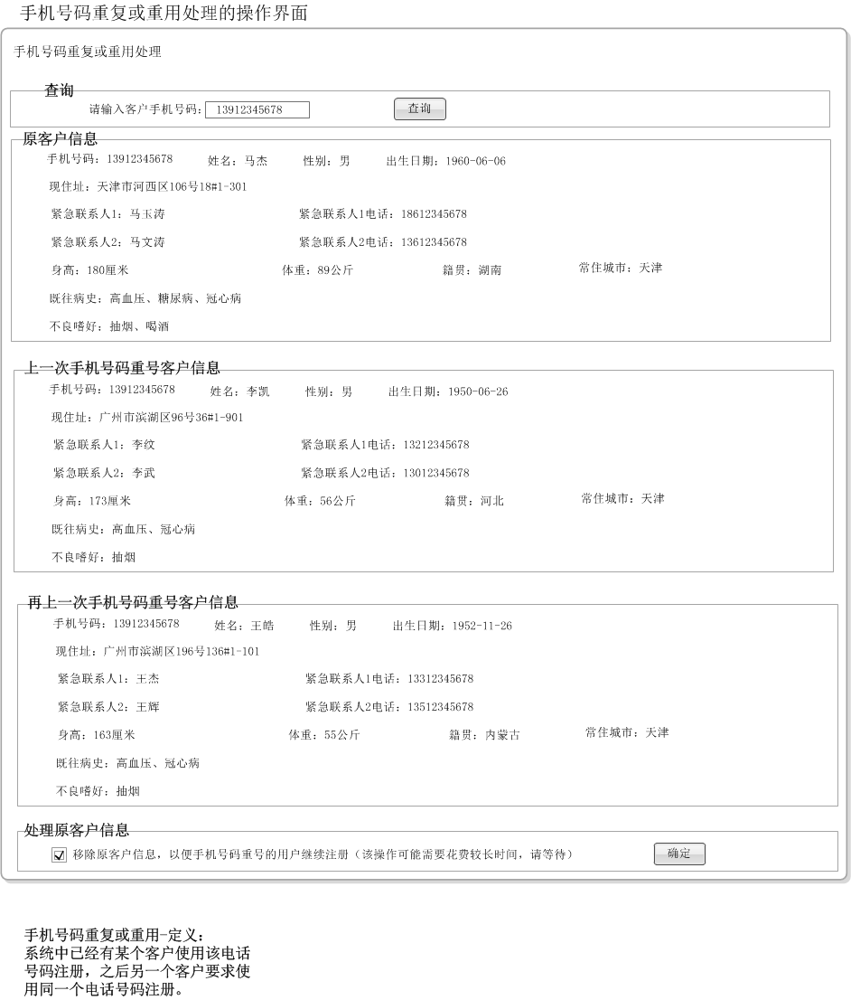 手机号码重复或重用处理的操作界面
手机号码重复或重用处理
查询
请输入客户手机号码: 13912345678 查询
原客户信息
手机号码: 13912345678 姓名: 马杰 性别: 男 出生日期: 1960-06-06
现住址: 天津市河西区106号18#1-301
紧急联系人1: 马玉涛 紧急联系人1电话: 18612345678
紧急联系人2: 马文涛 紧急联系人2电话: 13612345678
身高: 180厘米 体重: 89公斤 籍贯: 湖南 常住城市: 天津
既往病史: 高血压、糖尿病、冠心病
不良嗜好: 抽烟、喝酒
上一次手机号码重号客户信息
手机号码: 13912345678 姓名: 李凯 性别: 男 出生日期: 1950-06-26
现住址: 广州市滨湖区96号36#1-901
紧急联系人1: 李纹 紧急联系人1电话: 13212345678
紧急联系人2: 李武 紧急联系人2电话: 13012345678
身高: 173厘米 体重: 56公斤 籍贯: 河北 常住城市: 天津
既往病史: 高血压、冠心病
不良嗜好: 抽烟
再上一次手机号码重号客户信息
手机号码: 13912345678 姓名: 王皓 性别: 男 出生日期: 1952-11-26
现住址: 广州市滨湖区196号136#1-101
紧急联系人1: 王杰 紧急联系人1电话: 13312345678
紧急联系人2: 王辉 紧急联系人2电话: 13512345678
身高: 163厘米 体重: 55公斤 籍贯: 内蒙古 常住城市: 天津
既往病史: 高血压、冠心病
不良嗜好: 抽烟
处理原客户信息
移除原客户信息，以便手机号码重号的用户继续注册（该操作可能需要花费较长时间，请等待） 确定
手机号码重复或重用-定义:
系统中已经有某个客户使用该电话
号码注册，之后另一个客户要求使
用同一个电话号码注册。